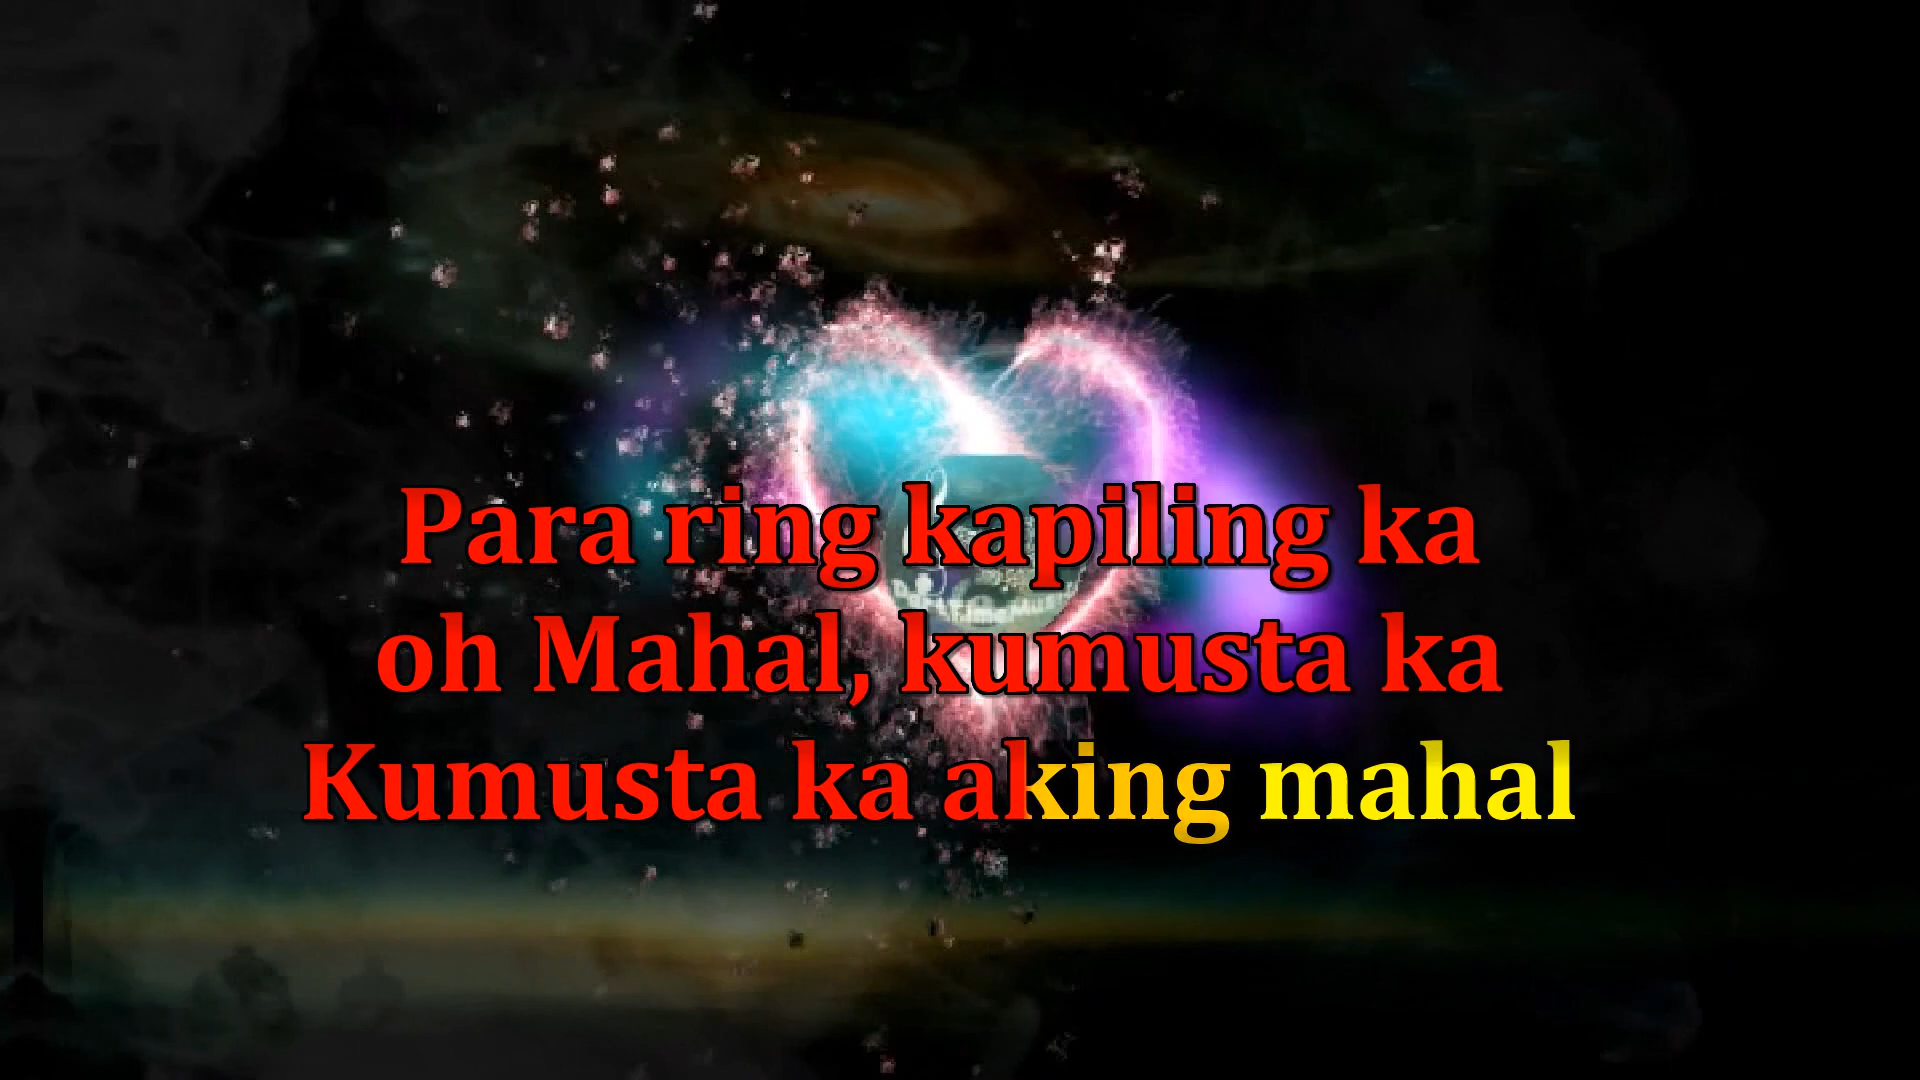 Para ring kapiling ka
oh Mahal, kumusta ka
Kumusta ka aking mahal